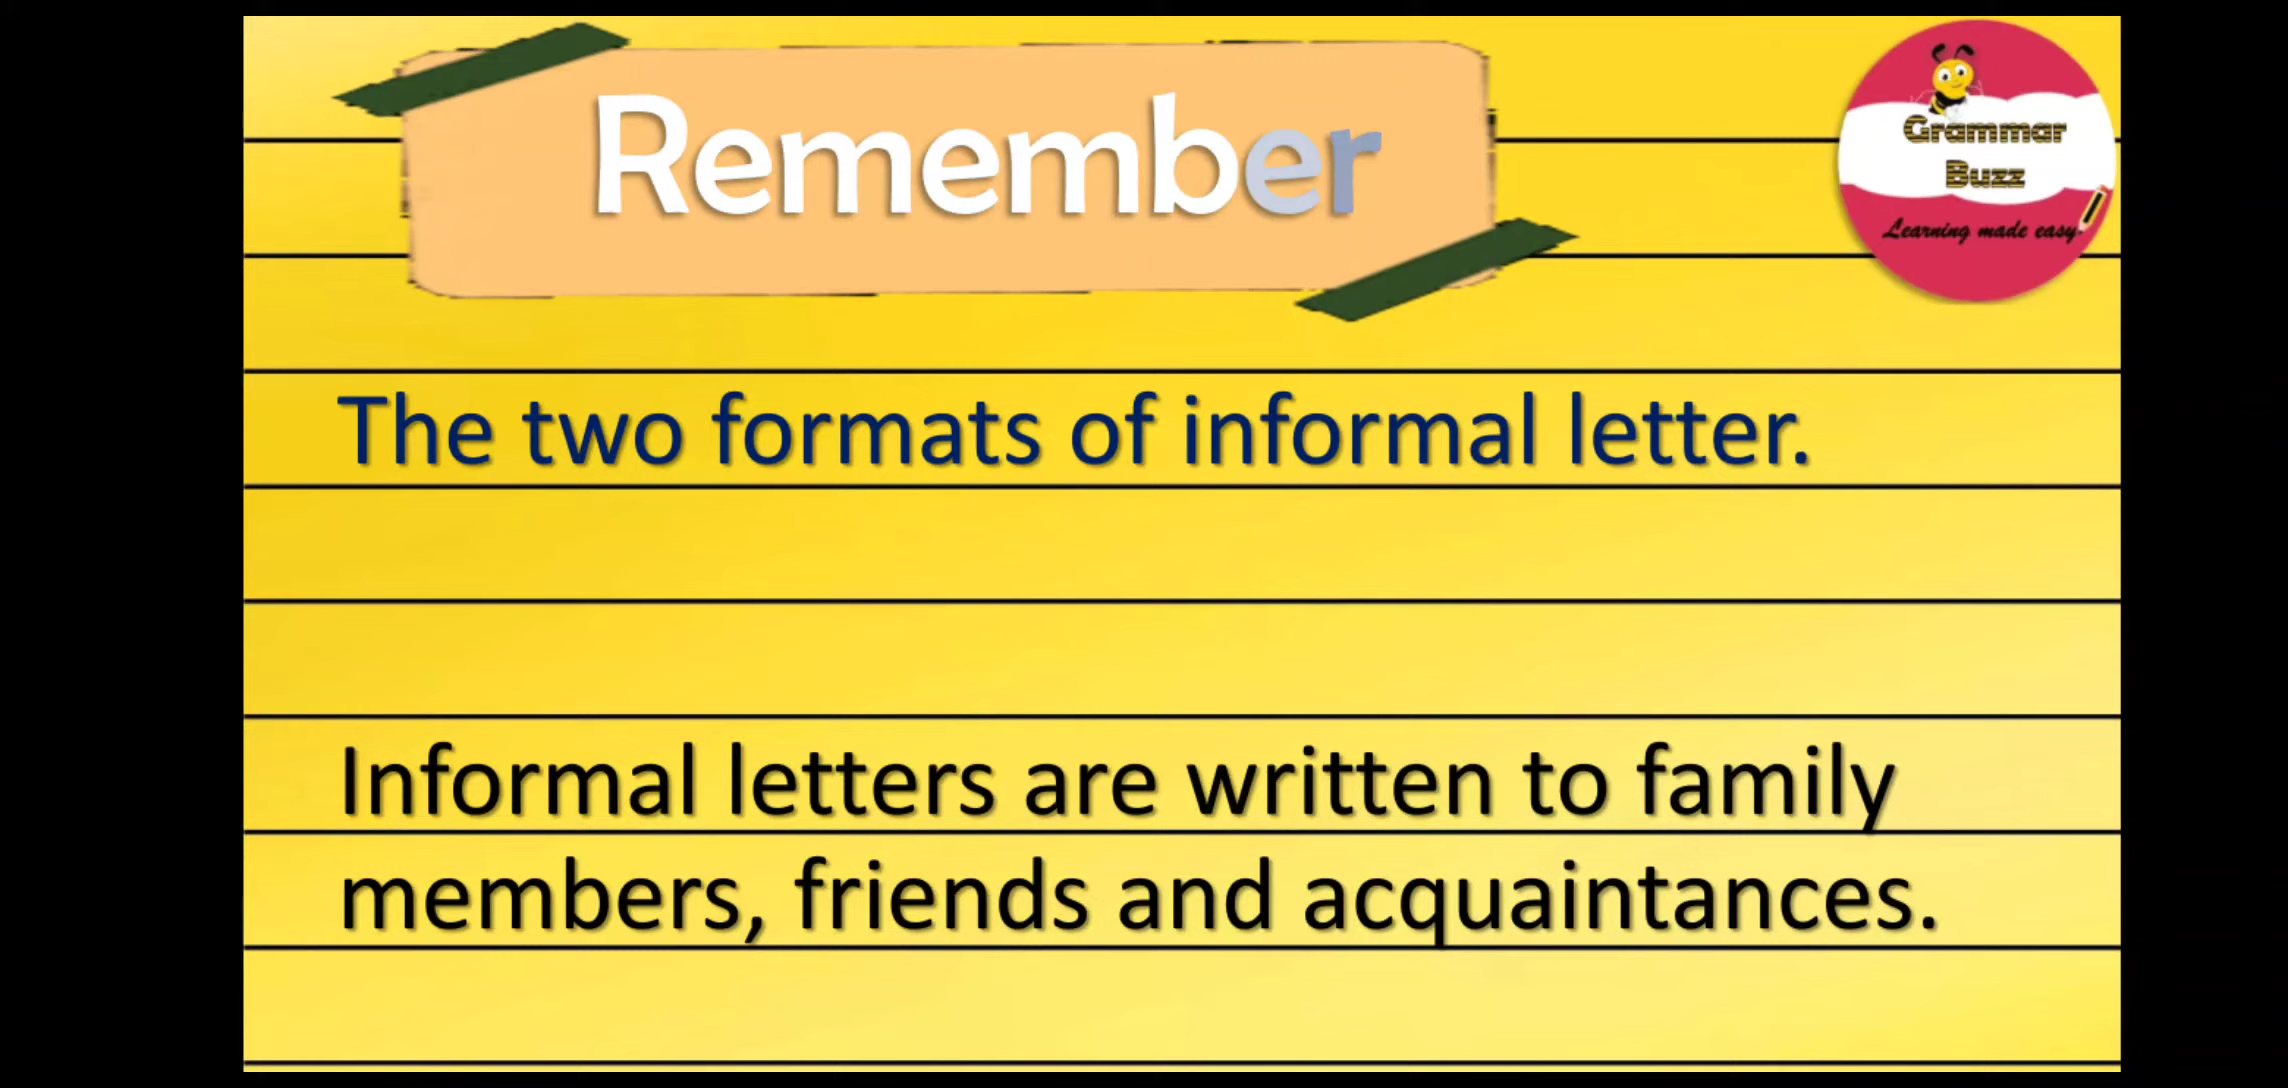 Remember
Grammar
Buzz
Learning made easy
The two formats of informal letter.
Informal letters are written to family
members, friends and acquaintances.